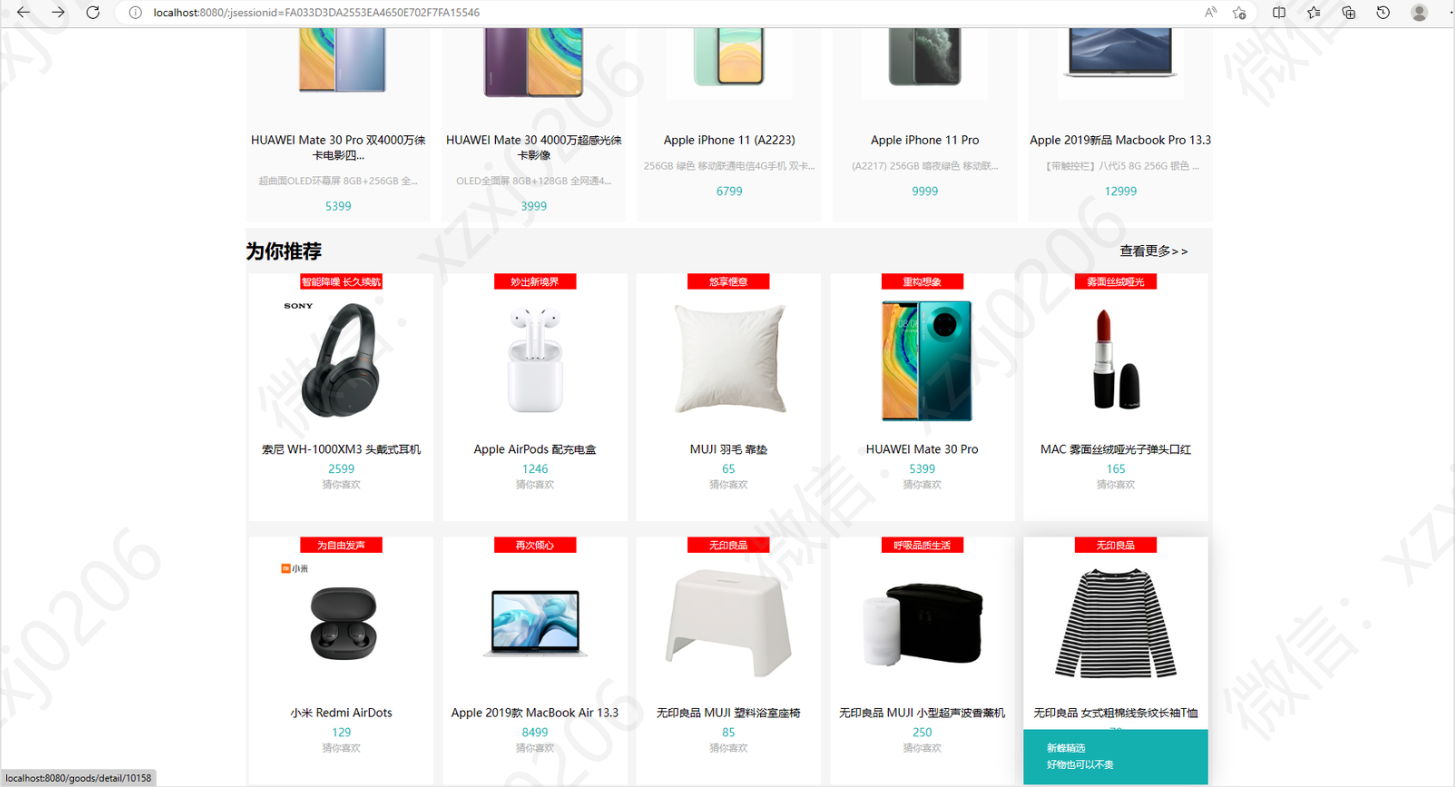 localhost:8080/;jsessionid=FA033D3DA2553EA4650E702F7FA15546
HUAWEI Mate 30 Pro 双4000万徕
卡电影四...
超曲面OLED环幕屏 8GB+256GB 全...
5399
HUAWEI Mate 30 4000万超感光徕
卡影像
OLED全面屏 8GB+128GB 全网通4...
3999
Apple iPhone 11 (A2223)
256GB 绿色 移动联通电信4G手机 双卡...
6799
Apple iPhone 11 Pro
(A2217) 256GB 暗夜绿色 移动联...
9999
Apple 2019新品 Macbook Pro 13.3
【带触控栏】八代i5 8G 256G 银色 ...
12999
为你推荐
查看更多>>
智能降噪 长久续航
SONY
索尼 WH-1000XM3 头戴式耳机
2599
猜你喜欢
妙出新境界
Apple AirPods 配充电盒
1246
猜你喜欢
悠享惬意
MUJI 羽毛 靠垫
65
猜你喜欢
重构想象
HUAWEI Mate 30 Pro
5399
猜你喜欢
雾面丝绒哑光
MAC 雾面丝绒哑光子弹头口红
165
猜你喜欢
为自由发声
小米
小米 Redmi AirDots
129
猜你喜欢
再次倾心
Apple 2019款 MacBook Air 13.3
8499
猜你喜欢
无印良品
无印良品 MUJI 塑料浴室座椅
85
猜你喜欢
呼吸品质生活
无印良品 MUJI 小型超声波香薰机
250
猜你喜欢
无印良品
无印良品 女式粗棉线条纹长袖T恤
新蜂精选
好物也可以不贵
localhost:8080/goods/detail/10158
微信：xzxj0206